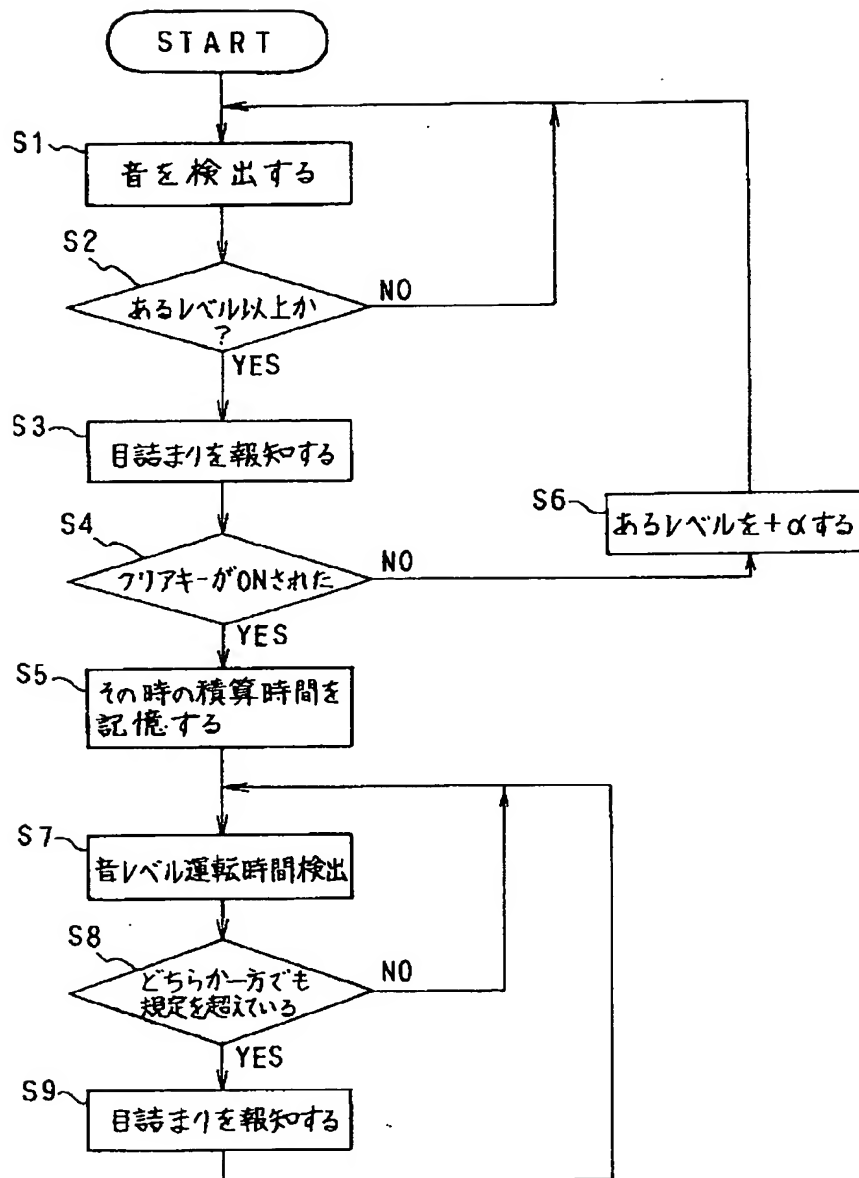 START
S1
音を検出する
S2
あるレベル以上か
?
NO
YES
S3
目詰まりを報知する
S4
クリアキーがONされた
NO
YES
S6
あるレベルを+αする
S5
その時の積算時間を
記憶する
S7
音レベル運転時間検出
S8
どちらか一方でも
規定を超えている
NO
YES
S9
目詰まりを報知する